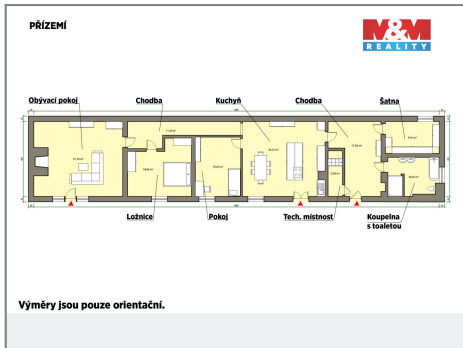 PŘÍZEMÍ
M&M
REALITY
Obývací pokoj
Chodba
Kuchyň
Chodba
Šatna
Ložnice
Pokoj
Tech. místnost
Koupelna
s toaletou
Výměry jsou pouze orientační.